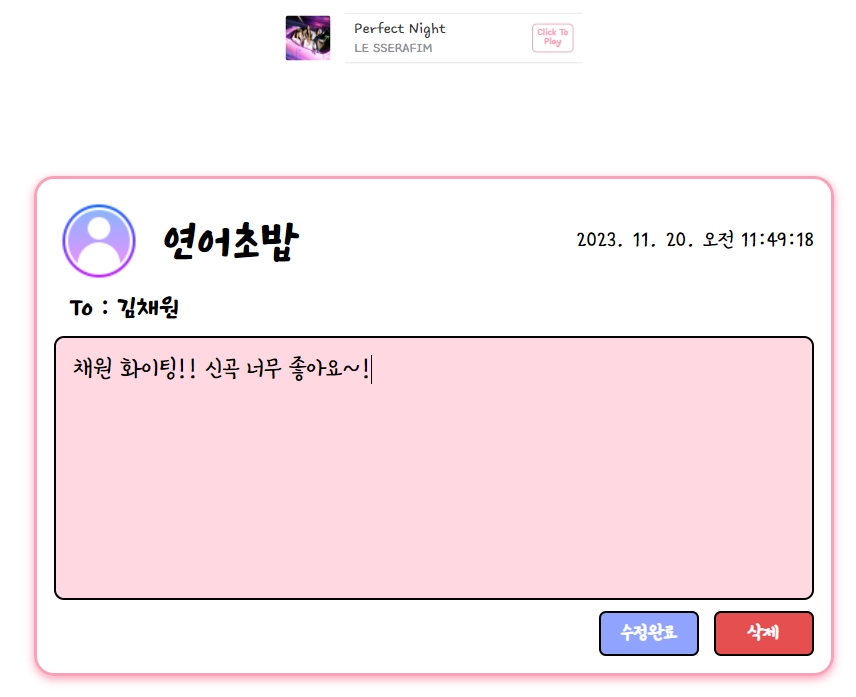 Perfect Night
LE SSERAFIM
Click To
Play
연어초밥
2023. 11. 20. 오전 11:49:18
To : 김채원
채원 화이팅!! 신곡 너무 좋아요~!
수정완료
삭제